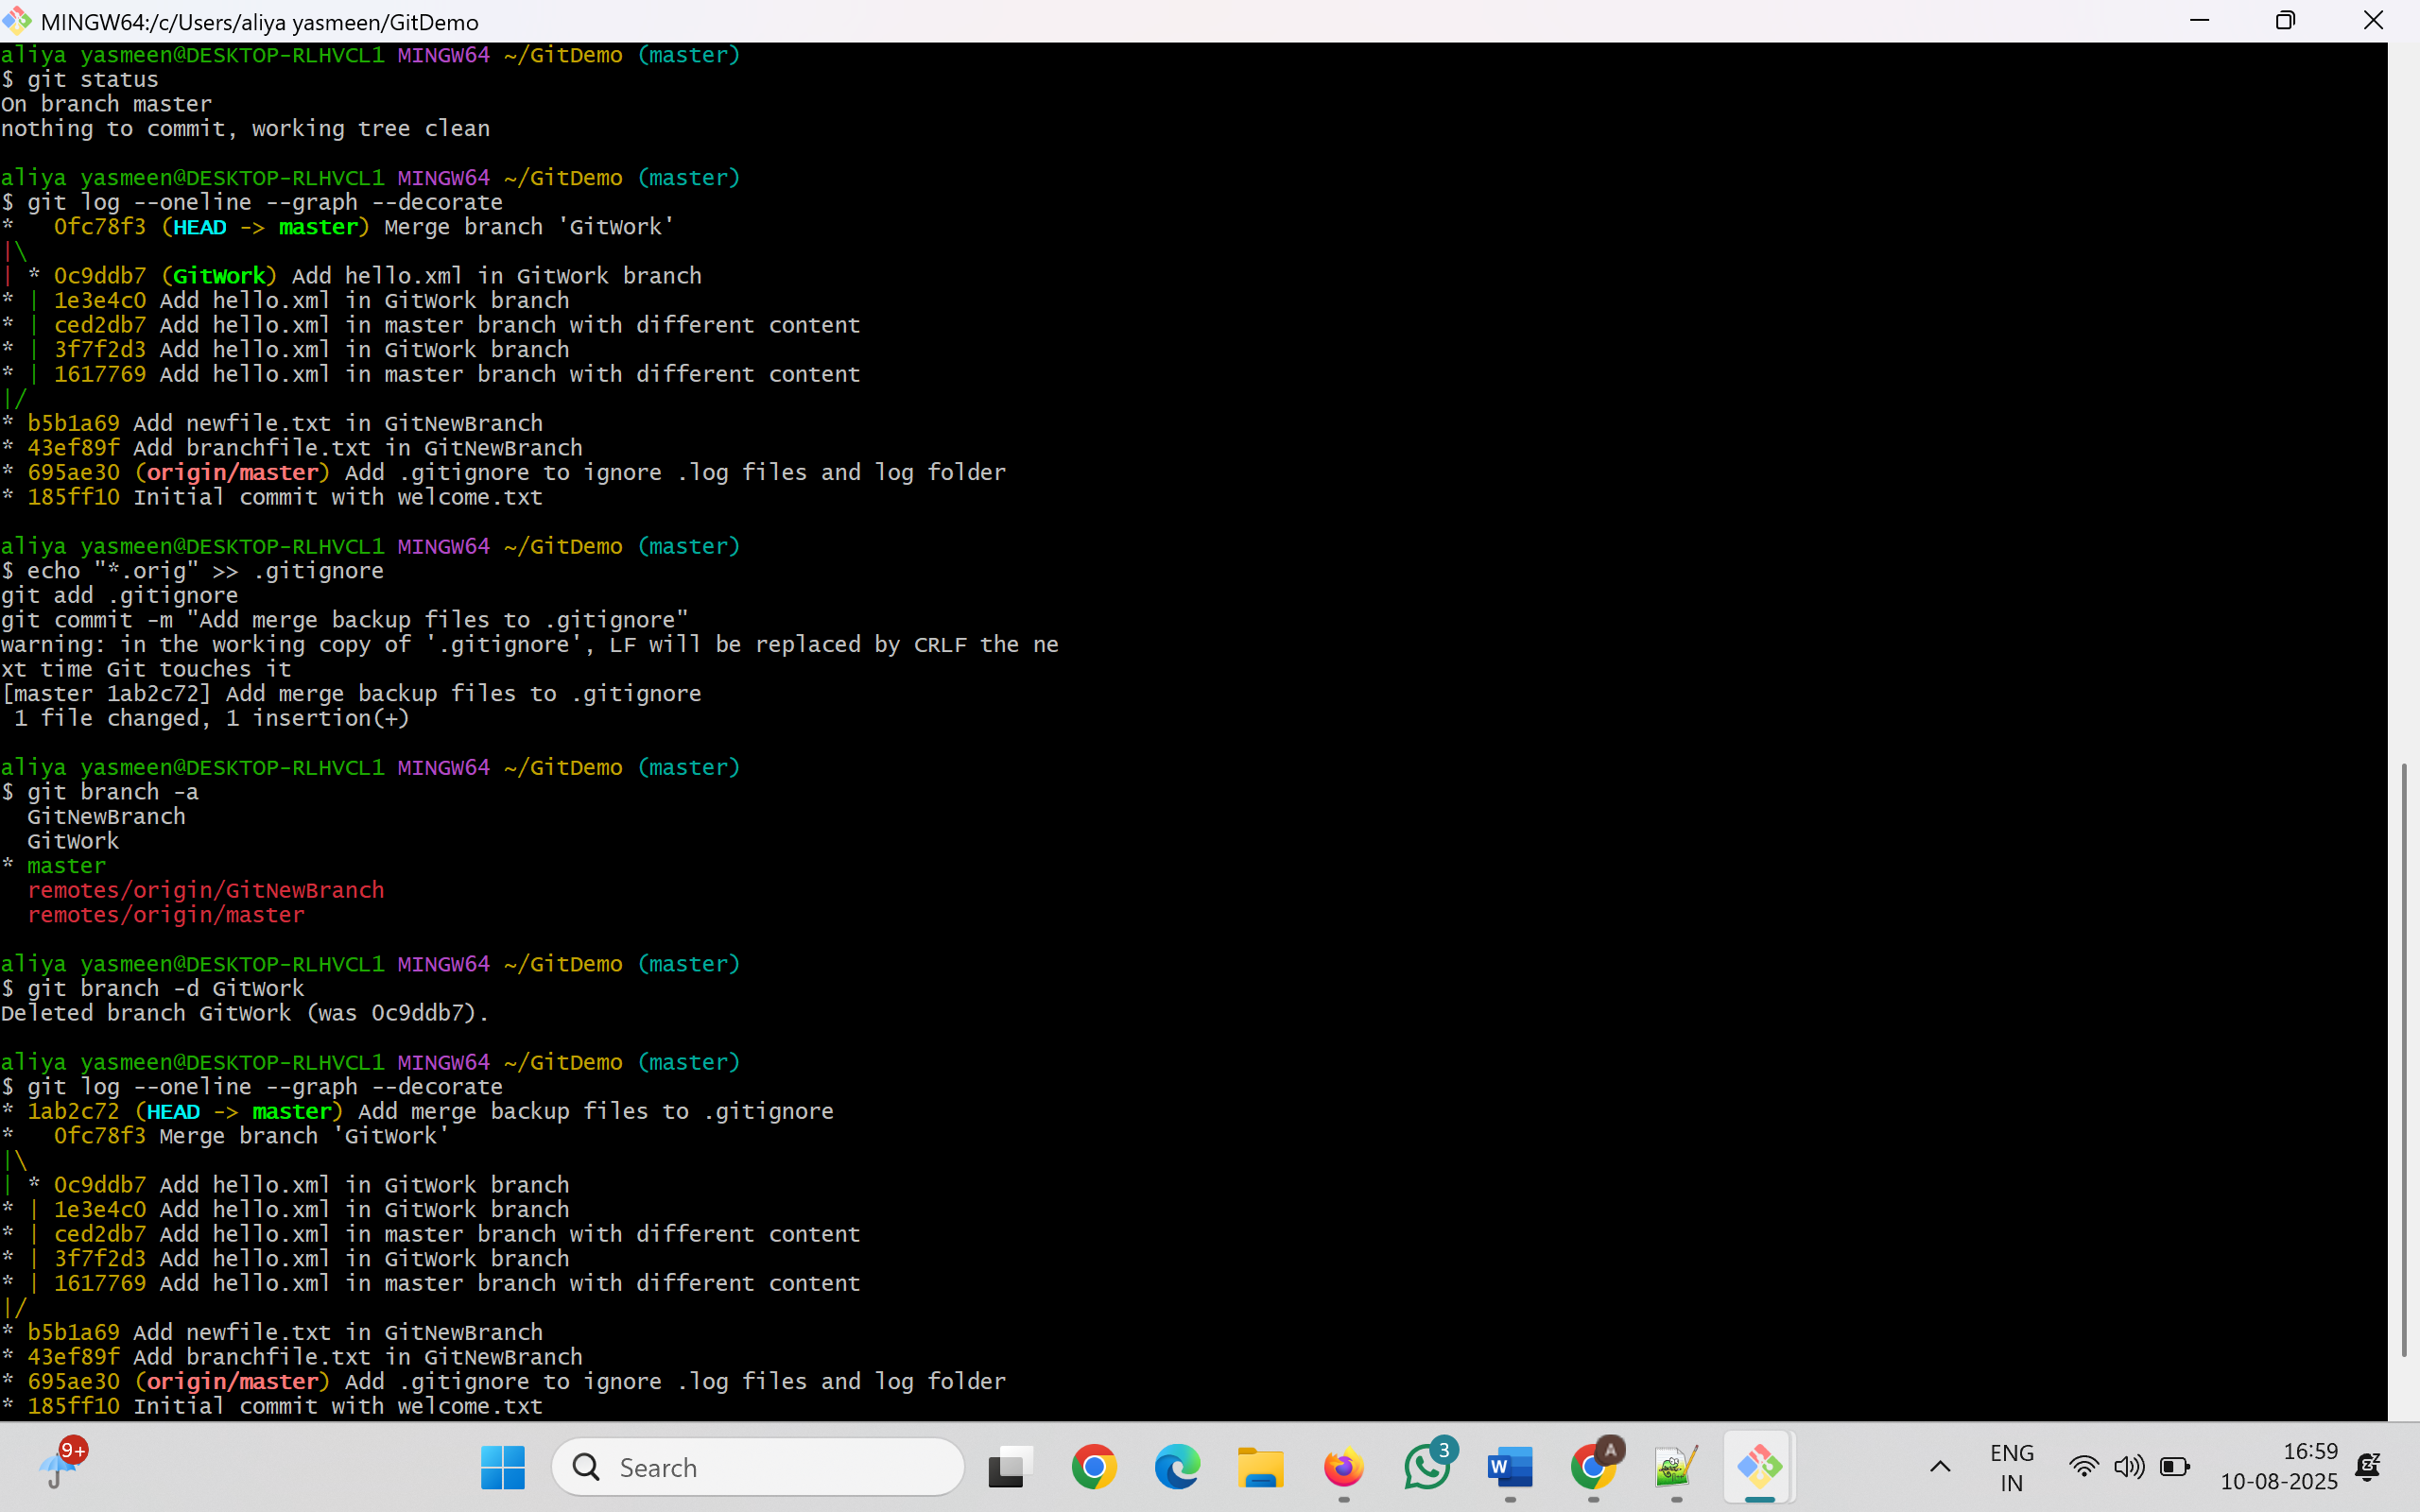 MINGW64:/c/Users/aliya yasmeen/GitDemo
aliya yasmeen@DESKTOP-RLHVCL1 MINGW64 ~/GitDemo (master)
$ git status
On branch master
nothing to commit, working tree clean
aliya yasmeen@DESKTOP-RLHVCL1 MINGW64 ~/GitDemo (master)
$ git log --oneline --graph --decorate
*   0fc78f3 (HEAD -> master) Merge branch 'GitWork'
|\
| * 0c9ddb7 (GitWork) Add hello.xml in GitWork branch
* | 1e3e4c0 Add hello.xml in GitWork branch
* | ced2db7 Add hello.xml in master branch with different content
* | 3f7f2d3 Add hello.xml in GitWork branch
* | 1617769 Add hello.xml in master branch with different content
|/
* b5b1a69 Add newfile.txt in GitNewBranch
* 43ef89f Add branchfile.txt in GitNewBranch
* 695ae30 (origin/master) Add .gitignore to ignore .log files and log folder
* 185ff10 Initial commit with welcome.txt
aliya yasmeen@DESKTOP-RLHVCL1 MINGW64 ~/GitDemo (master)
$ echo "*.orig" >> .gitignore
git add .gitignore
git commit -m "Add merge backup files to .gitignore"
warning: in the working copy of '.gitignore', LF will be replaced by CRLF the ne
xt time Git touches it
[master 1ab2c72] Add merge backup files to .gitignore
 1 file changed, 1 insertion(+)
aliya yasmeen@DESKTOP-RLHVCL1 MINGW64 ~/GitDemo (master)
$ git branch -a
  GitNewBranch
  GitWork
* master
  remotes/origin/GitNewBranch
  remotes/origin/master
aliya yasmeen@DESKTOP-RLHVCL1 MINGW64 ~/GitDemo (master)
$ git branch -d GitWork
Deleted branch GitWork (was 0c9ddb7).
aliya yasmeen@DESKTOP-RLHVCL1 MINGW64 ~/GitDemo (master)
$ git log --oneline --graph --decorate
* 1ab2c72 (HEAD -> master) Add merge backup files to .gitignore
*   0fc78f3 Merge branch 'GitWork'
|\
| * 0c9ddb7 Add hello.xml in GitWork branch
* | 1e3e4c0 Add hello.xml in GitWork branch
* | ced2db7 Add hello.xml in master branch with different content
* | 3f7f2d3 Add hello.xml in GitWork branch
* | 1617769 Add hello.xml in master branch with different content
|/
* b5b1a69 Add newfile.txt in GitNewBranch
* 43ef89f Add branchfile.txt in GitNewBranch
* 695ae30 (origin/master) Add .gitignore to ignore .log files and log folder
* 185ff10 Initial commit with welcome.txt
9+
Search
3
W
A
ENG
IN
16:59
10-08-2025